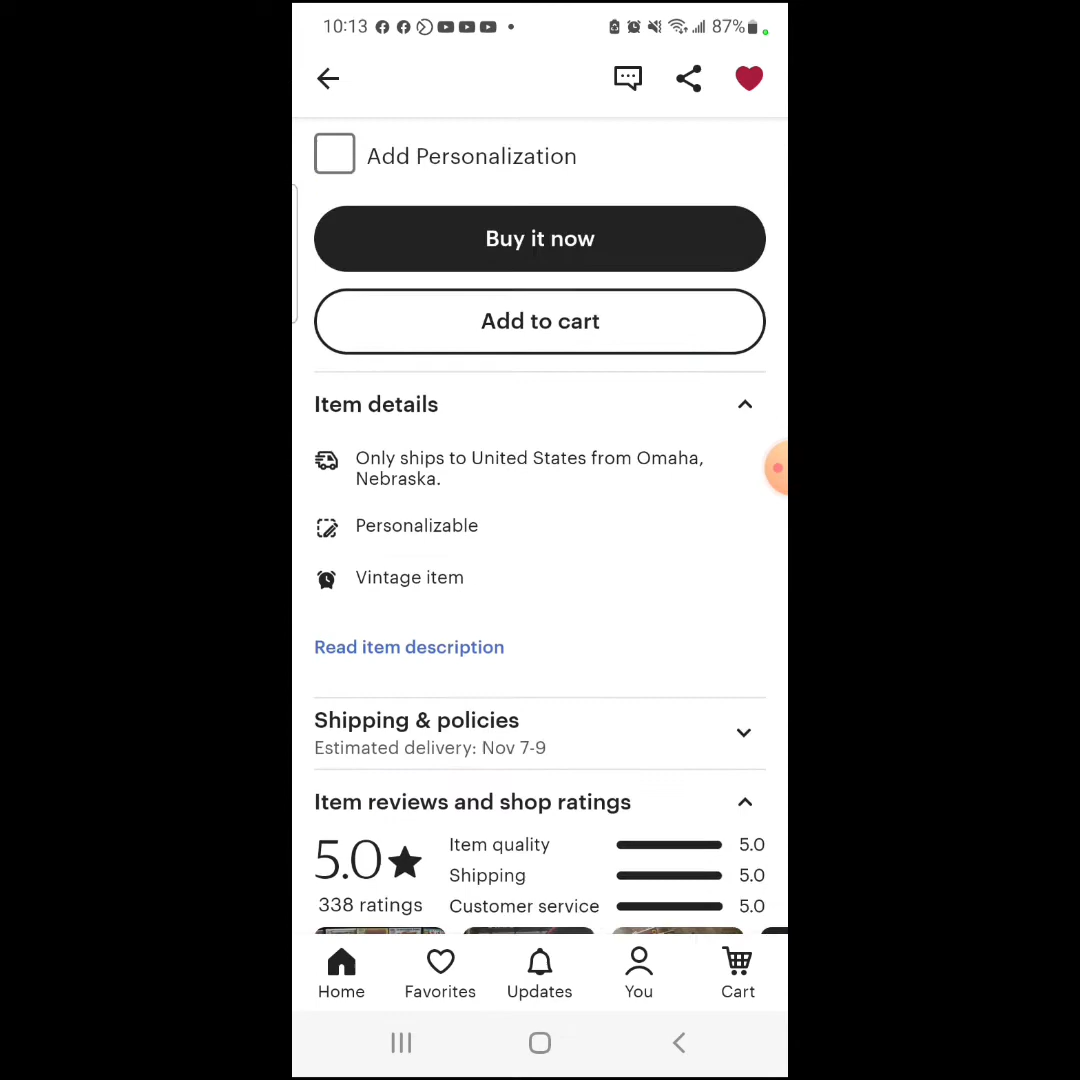 10:13 87%
Add Personalization
Buy it now
Add to cart
Item details
Only ships to United States from Omaha,
Nebraska.
Personalizable
Vintage item
Read item description
Shipping & policies
Estimated delivery: Nov 7-9
Item reviews and shop ratings
5.0
338 ratings
Item quality 5.0
Shipping 5.0
Customer service 5.0
Home Favorites Updates You Cart